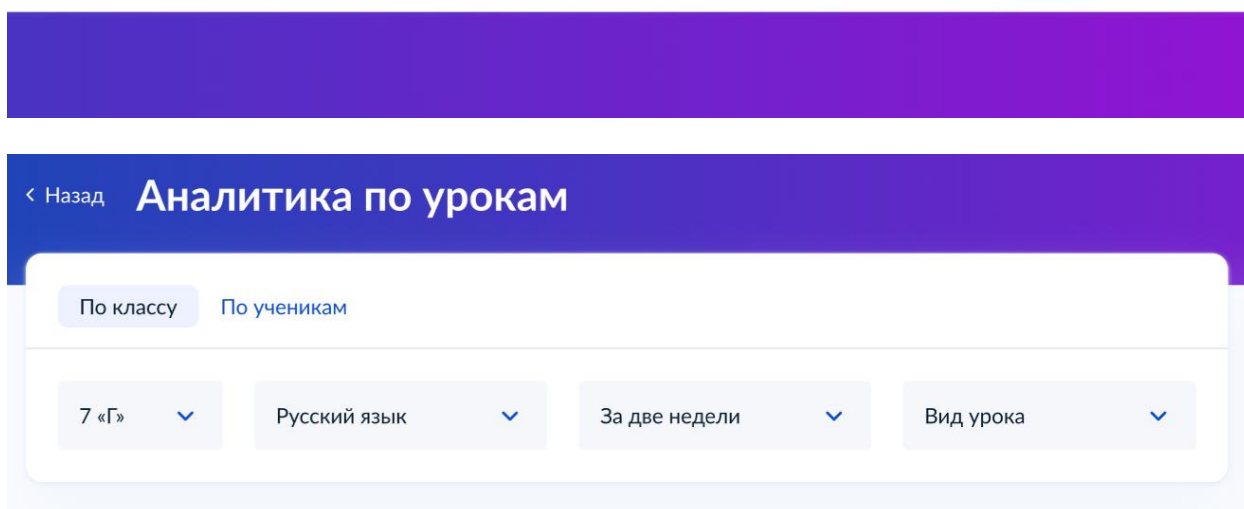 Назад Аналитика по урокам
По классу По ученикам
7 «Г» Русский язык За две недели Вид урока